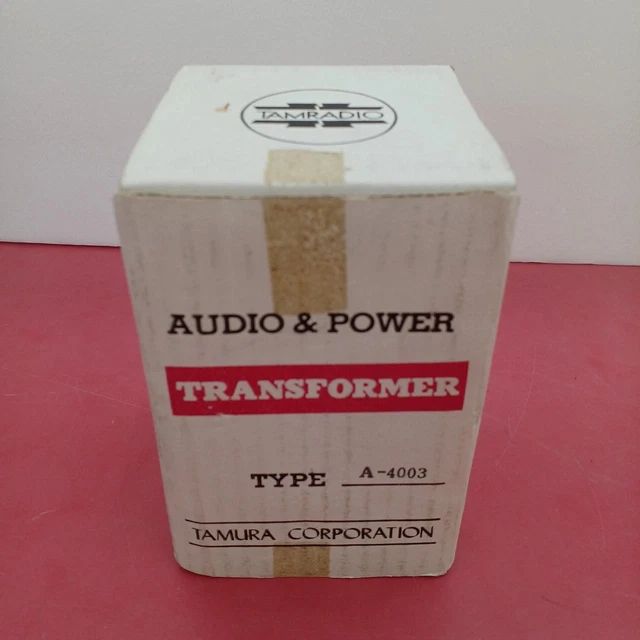 TAMRADIO
AUDIO & POWER
TRANSFORMER
TYPE A-4003
TAMURA CORPORATION